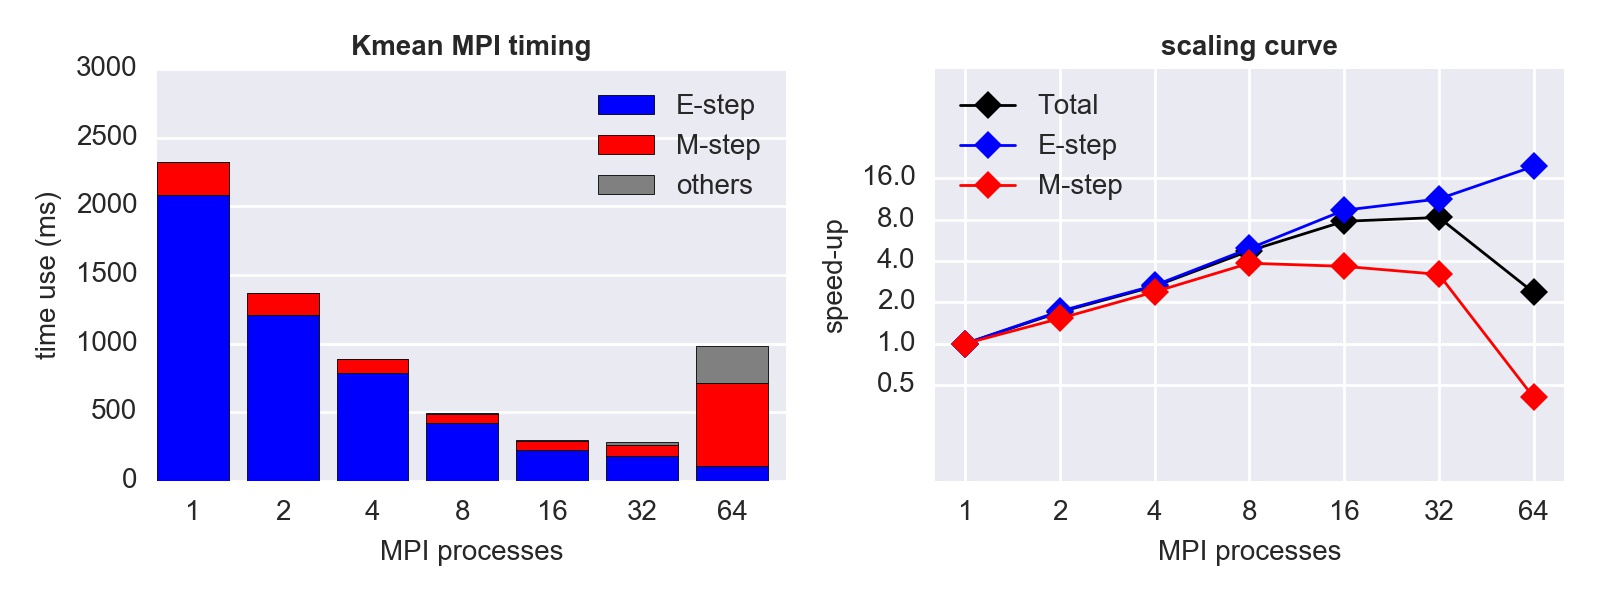 Kmean MPI timing
3000
2500
2000
1500
1000
500
0
time use (ms)
E-step
M-step
others
1 2 4 8 16 32 64
MPI processes
scaling curve
Total
E-step
M-step
16.0
8.0
4.0
2.0
1.0
0.5
speed-up
1 2 4 8 16 32 64
MPI processes